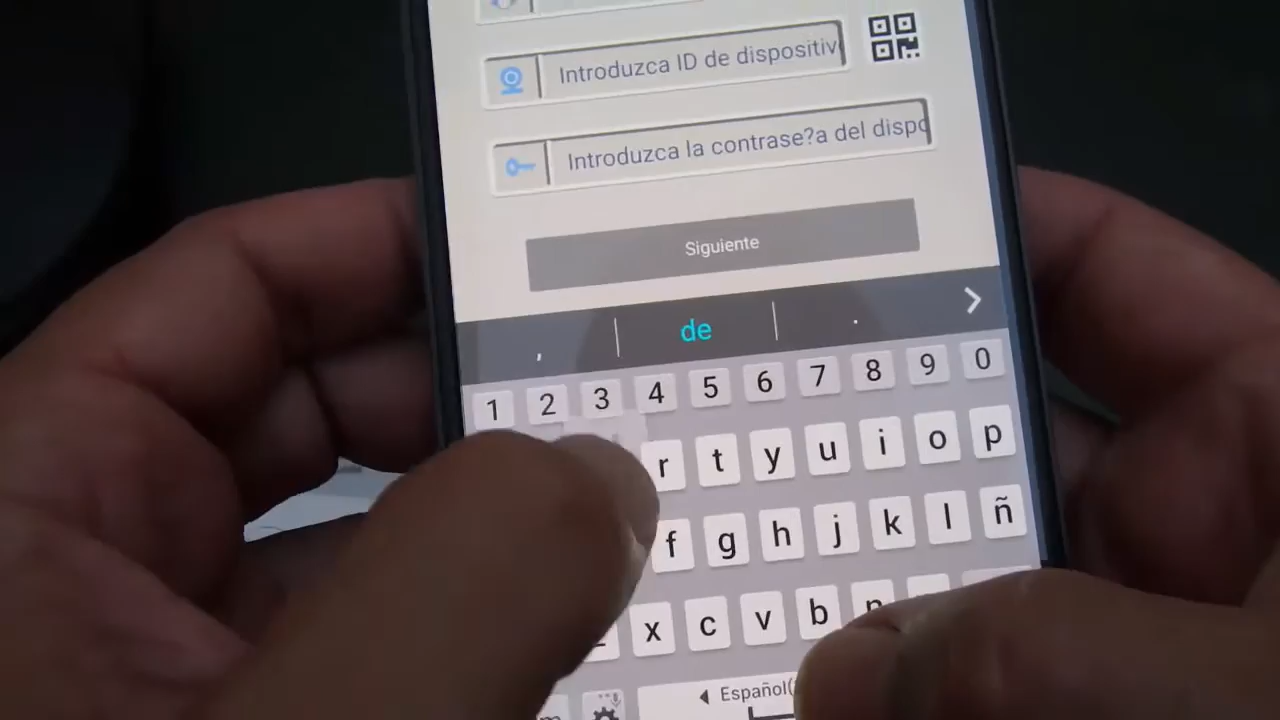 Introduzca ID de dispositiv
Introduzca la contrase?a del dispo
Siguiente
, de .
1 2 3 4 5 6 7 8 9 0
r t y u i o p
f g h j k l ñ
x c v b n
Español(